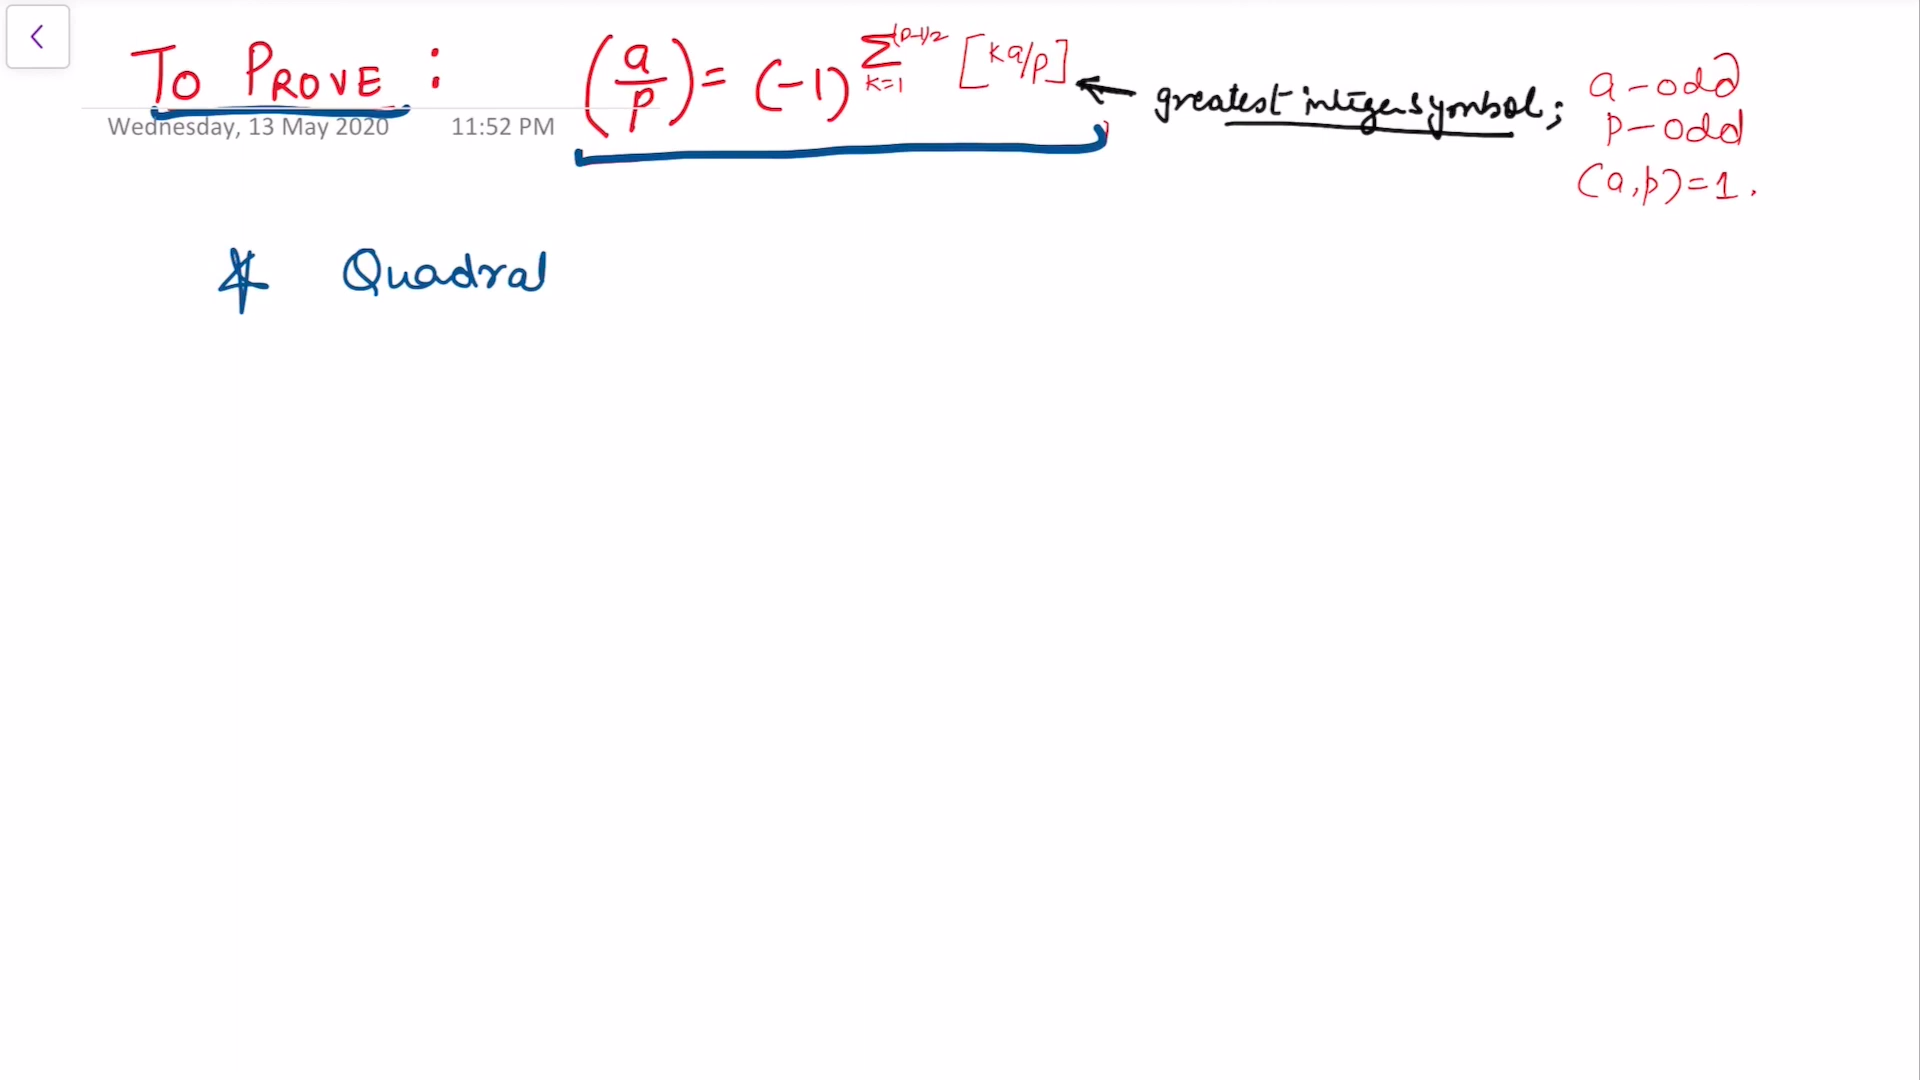 TO PROVE : (a/p) = (-1)^{∑_{k=1}^{(p-1)/2} [ka/p]} ← greatest integer symbol; a - odd
p - odd
(a,p)=1.
Wednesday, 13 May 2020 11:52 PM
* Quadral